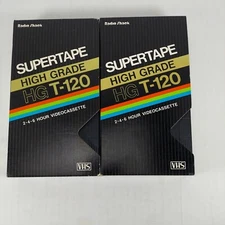 Radio Shack
SUPERTAPE
HIGH GRADE
HG T-120
2-4-6 HOUR VIDEOCASSETTE
VHS
Radio Shack
SUPERTAPE
HIGH GRADE
HG T-120
2-4-6 HOUR VIDEOCASSETTE
VHS